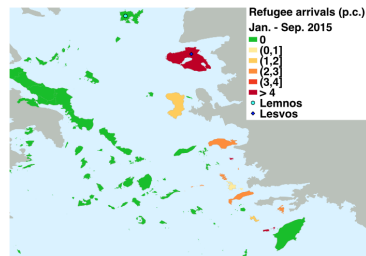 Refugee arrivals (p.c.)
Jan. - Sep. 2015
0
(0,1]
(1,2]
(2,3]
(3,4]
> 4
Lemnos
Lesvos